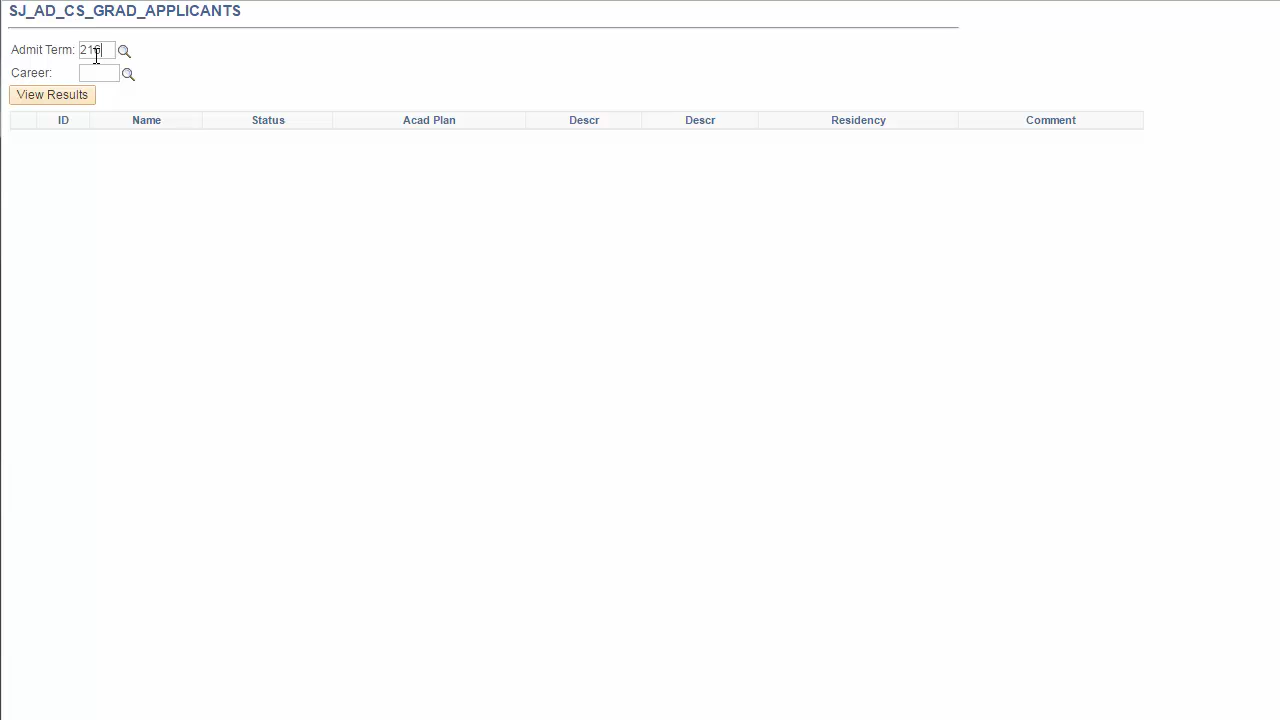 SJ_AD_CS_GRAD_APPLICANTS
Admit Term:
Career:
View Results
ID Name Status Acad Plan Descr Descr Residency Comment